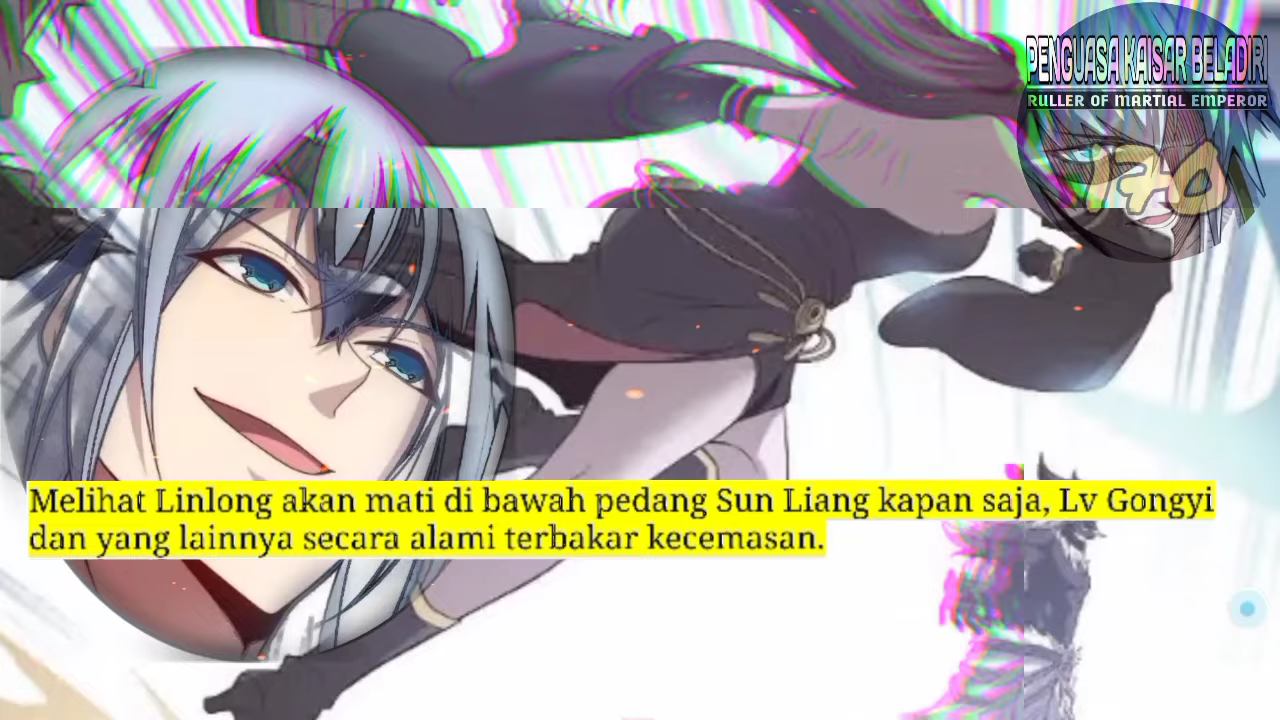 PENGUASA KAISAR BELADIRI
RULLER OF MARTIAL EMPEROR
Melihat Linlong akan mati di bawah pedang Sun Liang kapan saja, Lv Gongyi
dan yang lainnya secara alami terbakar kecemasan.